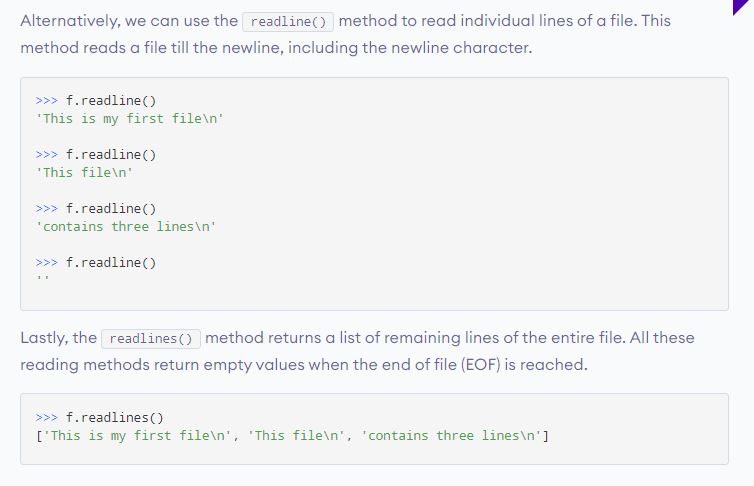 Alternatively, we can use the readline() method to read individual lines of a file. This
method reads a file till the newline, including the newline character.
>>> f.readline()
'This is my first file\n'
>>> f.readline()
'This file\n'
>>> f.readline()
'contains three lines\n'
>>> f.readline()
''
Lastly, the readlines() method returns a list of remaining lines of the entire file. All these
reading methods return empty values when the end of file (EOF) is reached.
>>> f.readlines()
['This is my first file\n', 'This file\n', 'contains three lines\n']